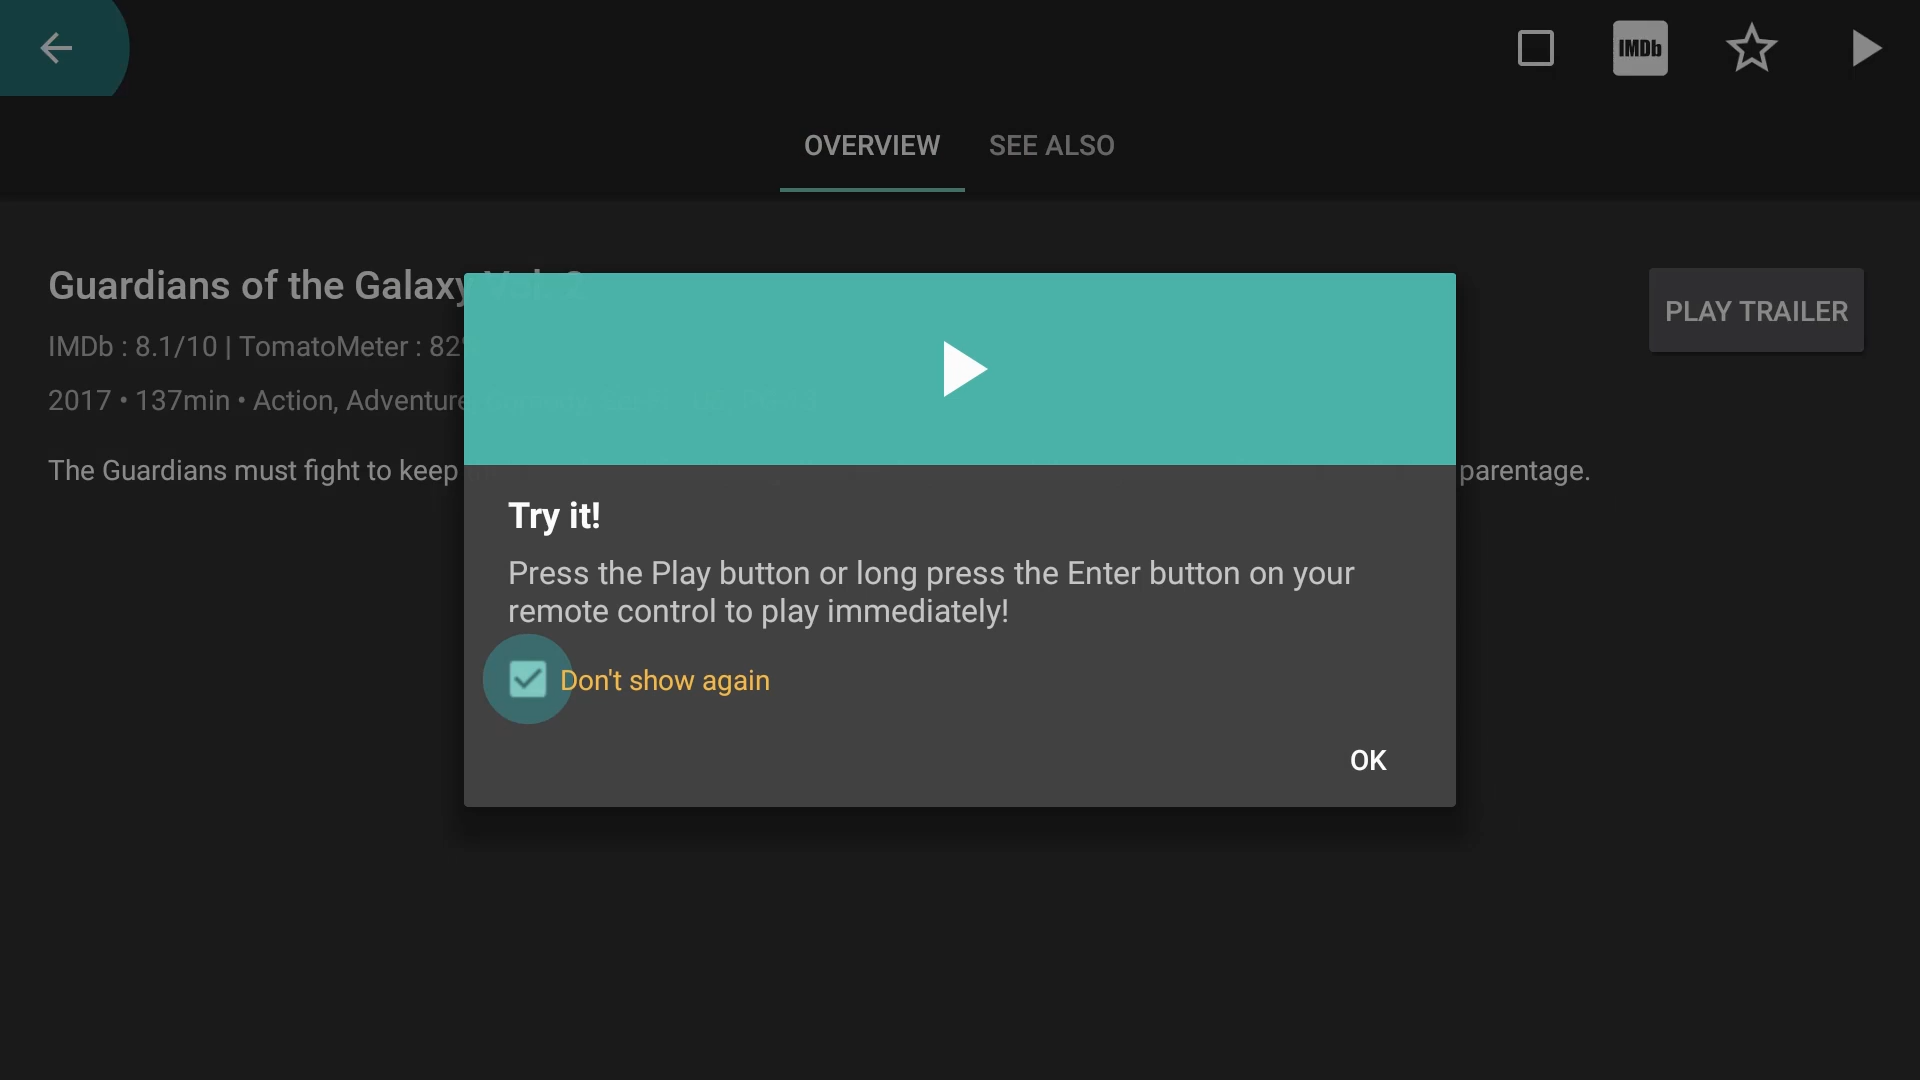 IMDb
OVERVIEW SEE ALSO
Guardians of the Galaxy Vol. 2
PLAY TRAILER
IMDb : 8.1/10 | TomatoMeter : 82%
2017 • 137min • Action, Adventure,
The Guardians must fight to keep parentage.
Try it!
Press the Play button or long press the Enter button on your
remote control to play immediately!
Don't show again
OK